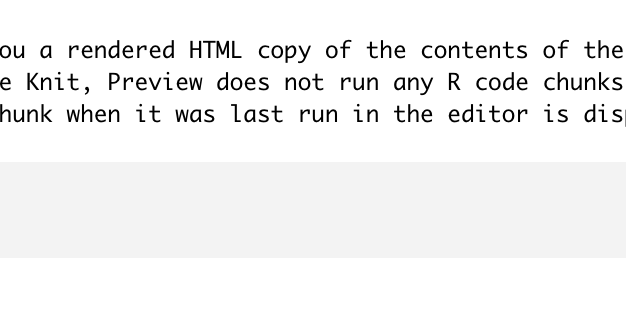 ou a rendered HTML copy of the contents of the
e Knit, Preview does not run any R code chunks
hunk when it was last run in the editor is disp